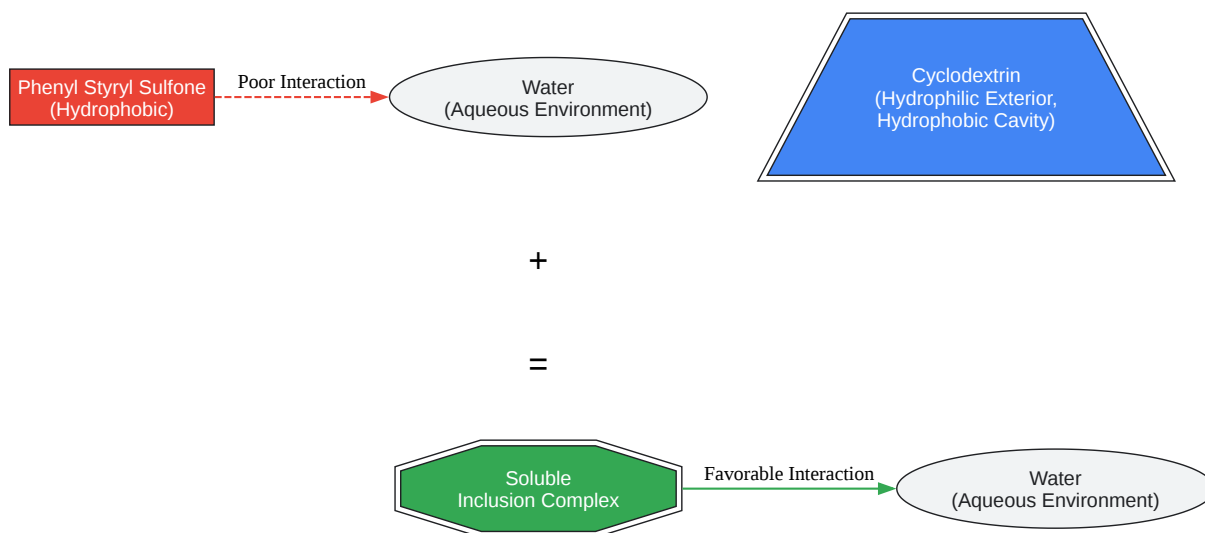 Phenyl Styryl Sulfone
(Hydrophobic)
Poor Interaction
Water
(Aqueous Environment)
Cyclodextrin
(Hydrophilic Exterior,
Hydrophobic Cavity)
+
=
Soluble
Inclusion Complex
Favorable Interaction
Water
(Aqueous Environment)